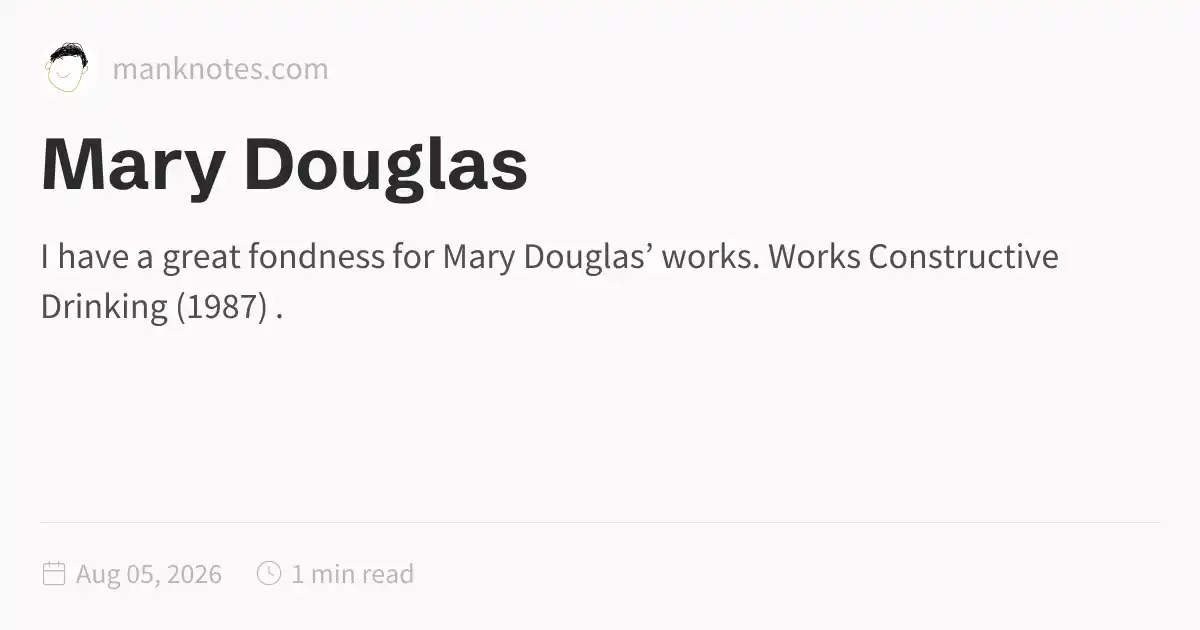 manknotes.com
Mary Douglas
I have a great fondness for Mary Douglas’ works. Works Constructive
Drinking (1987) .
Aug 05, 2026 1 min read